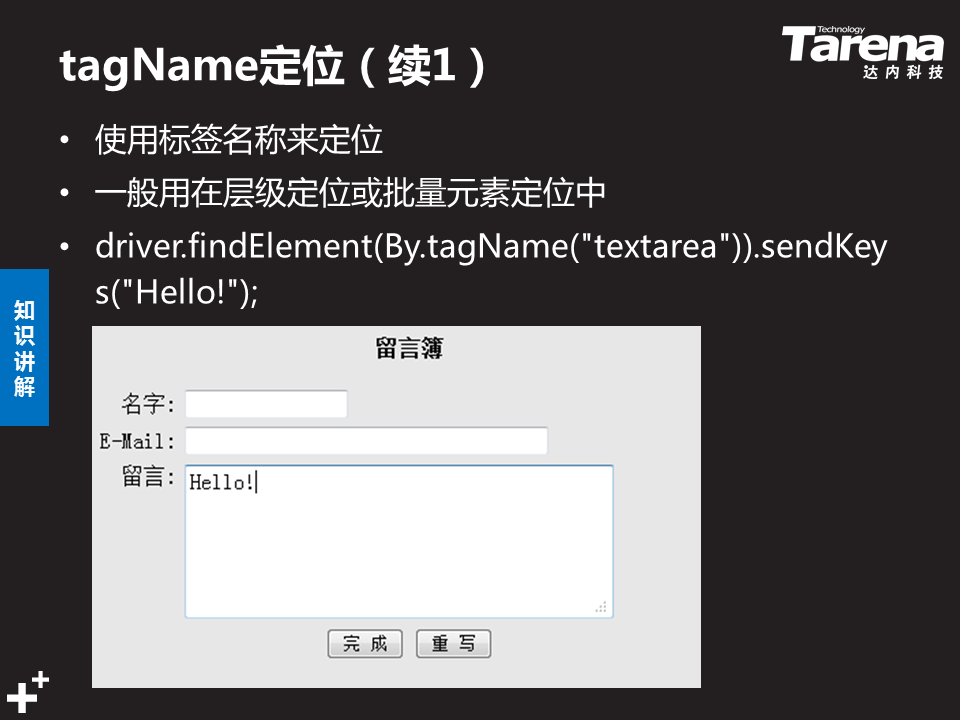 tagName定位（续1）
Technology
Tarena
达内科技
• 使用标签名称来定位
• 一般用在层级定位或批量元素定位中
• driver.findElement(By.tagName("textarea")).sendKey
s("Hello!");
知
识
讲
解
留言簿
名字:
E-Mail:
留言:
Hello!
完 成
重 写